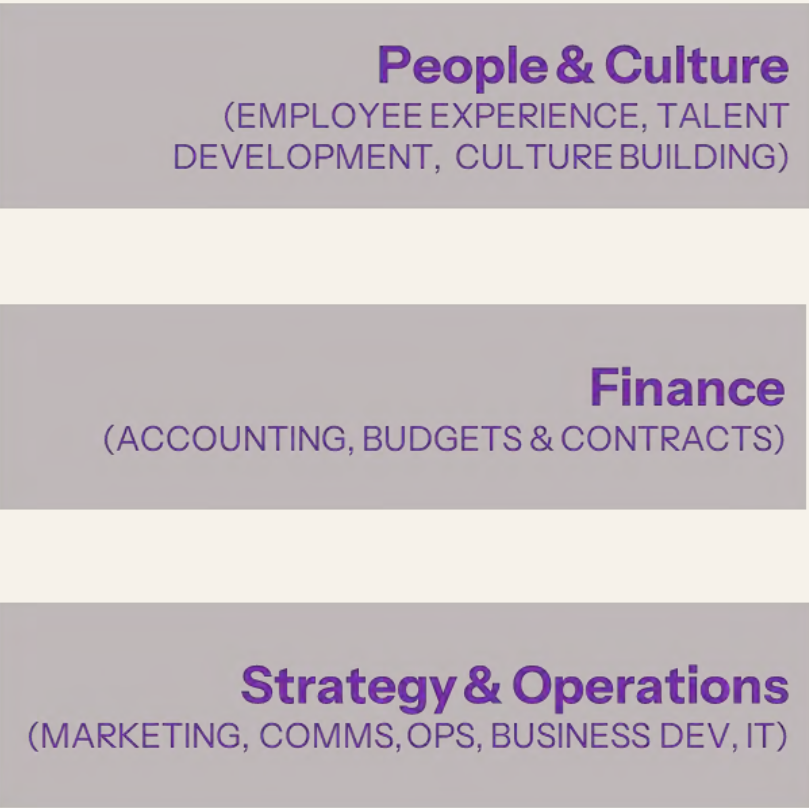 People & Culture
(EMPLOYEE EXPERIENCE, TALENT
DEVELOPMENT, CULTURE BUILDING)
Finance
(ACCOUNTING, BUDGETS & CONTRACTS)
Strategy & Operations
(MARKETING, COMMS, OPS, BUSINESS DEV, IT)